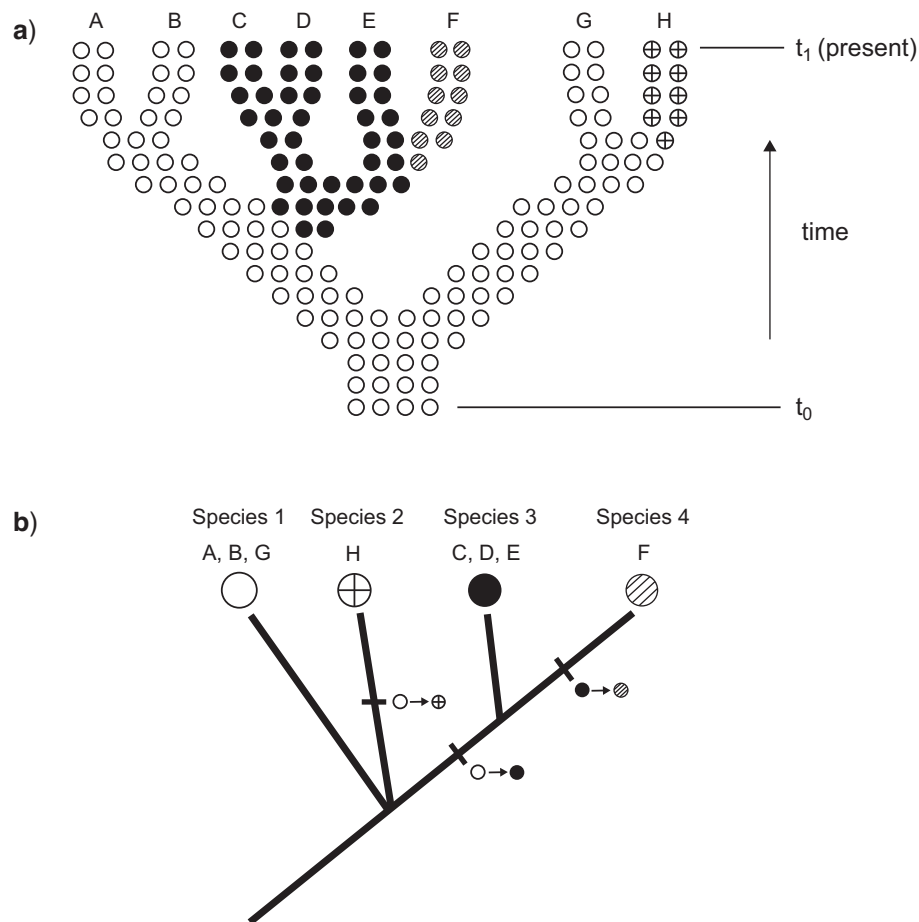 a)
A B C D E F G H
t1 (present)
time
t0
b)
Species 1 Species 2 Species 3 Species 4
A, B, G H C, D, E F